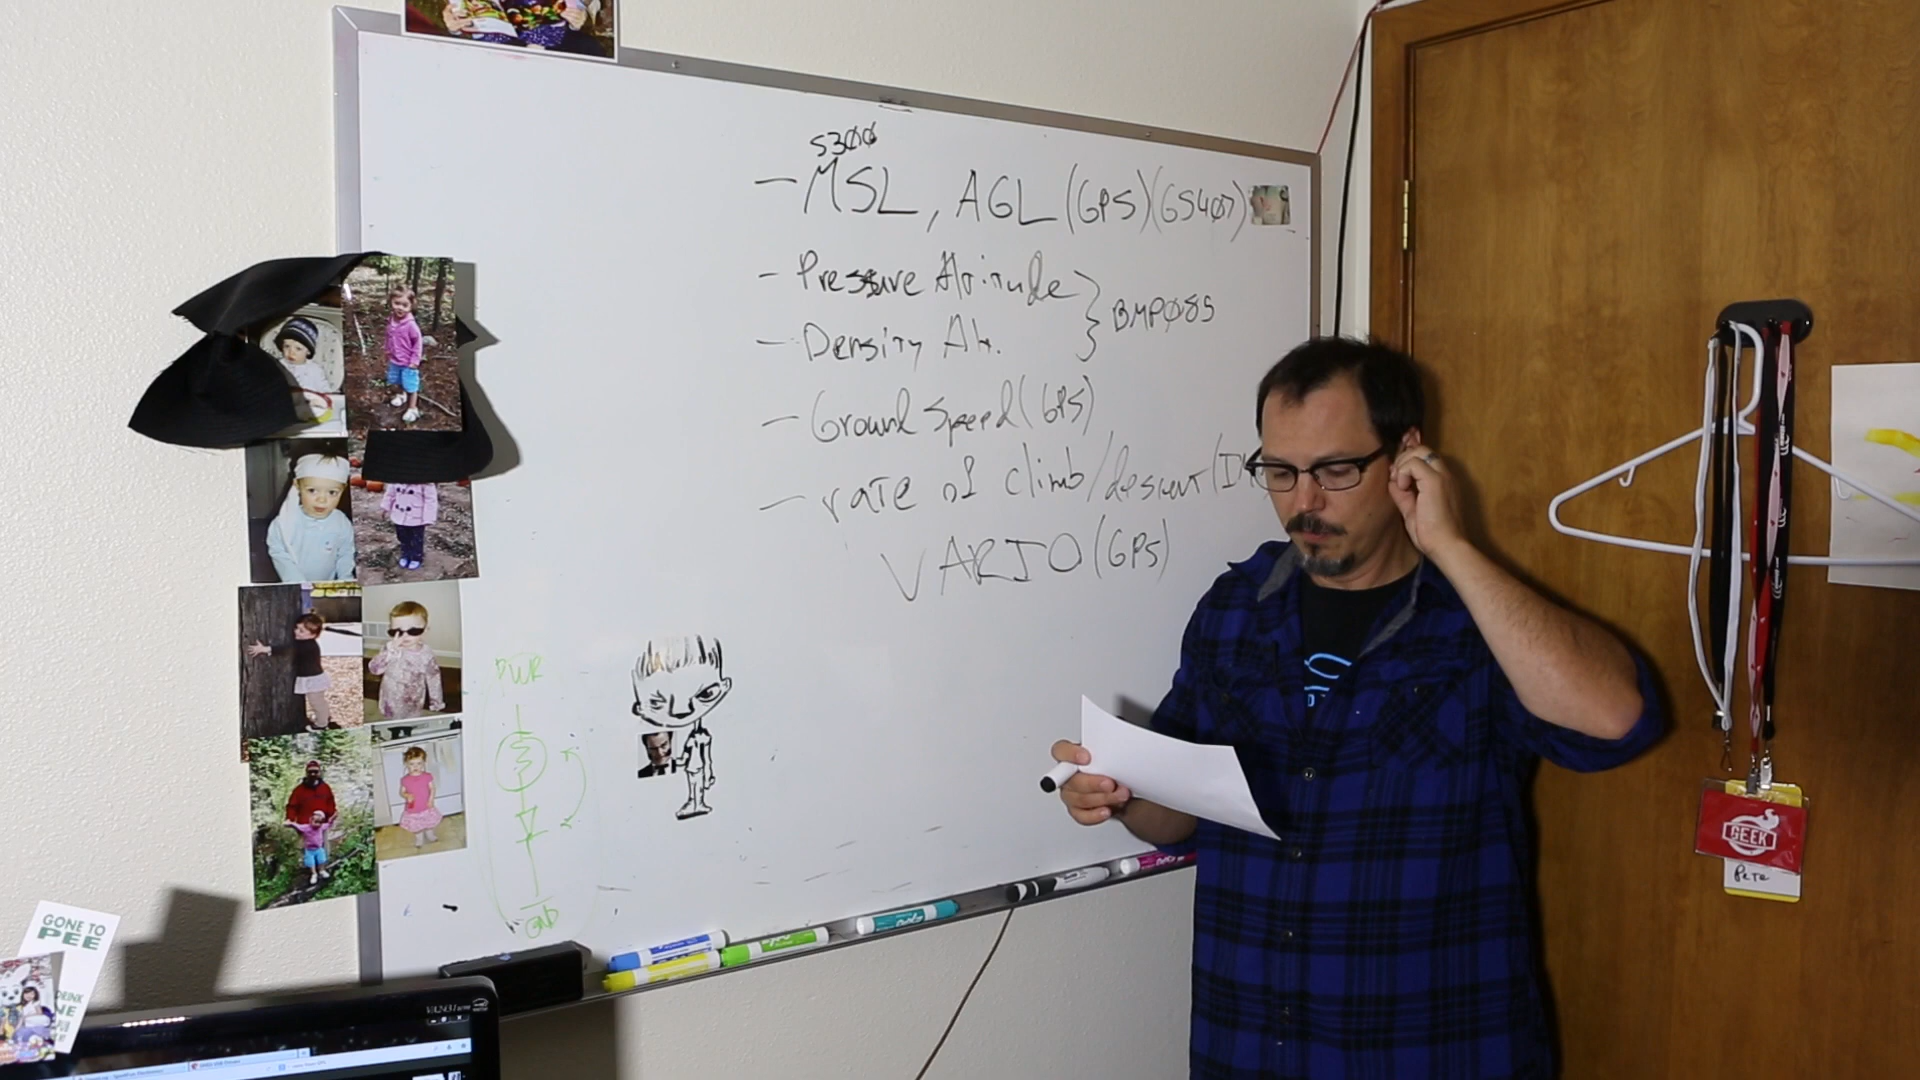 5300
- MSL, AGL (GPS)(GS407)
- Pressure Altitude
- Density Alt.
} BMP085
- Ground Speed (GPS)
- rate of climb/descent (I
VARIO (GPS)
PWR
GND
GONE TO
PEE
GEEK
Pete